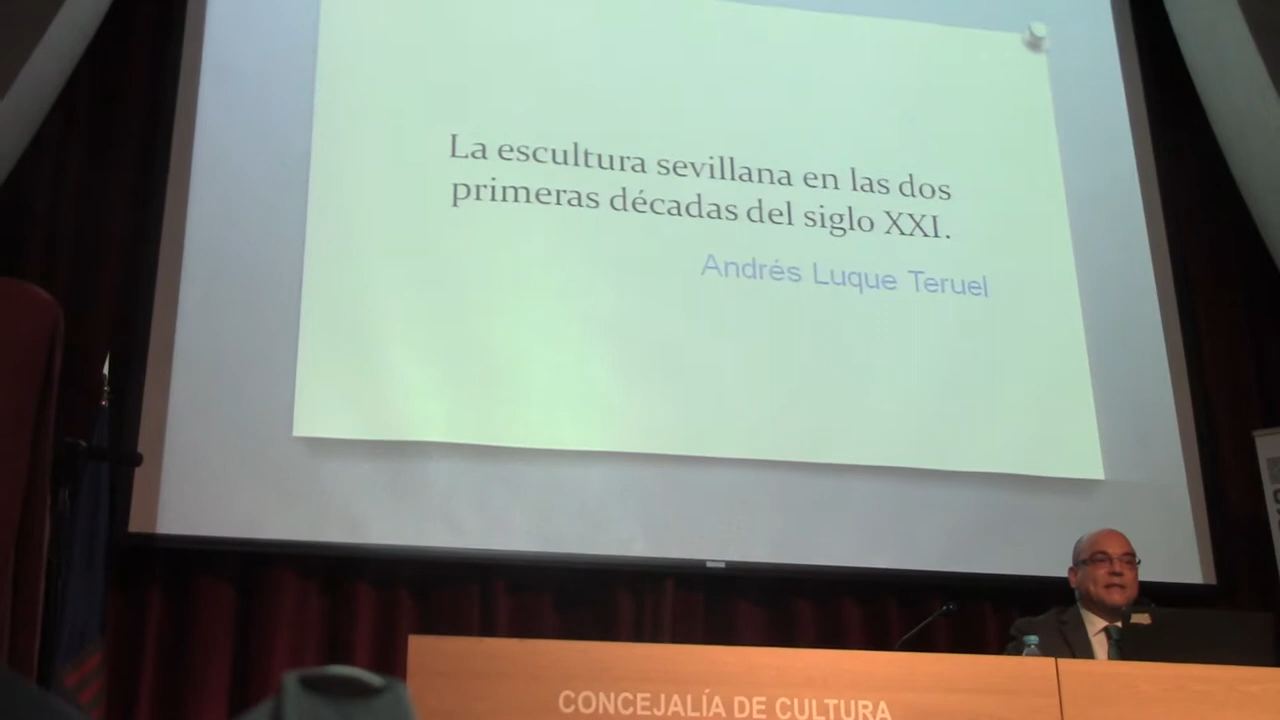 La escultura sevillana en las dos
primeras décadas del siglo XXI.
Andrés Luque Teruel
CONCEJALÍA DE CULTURA